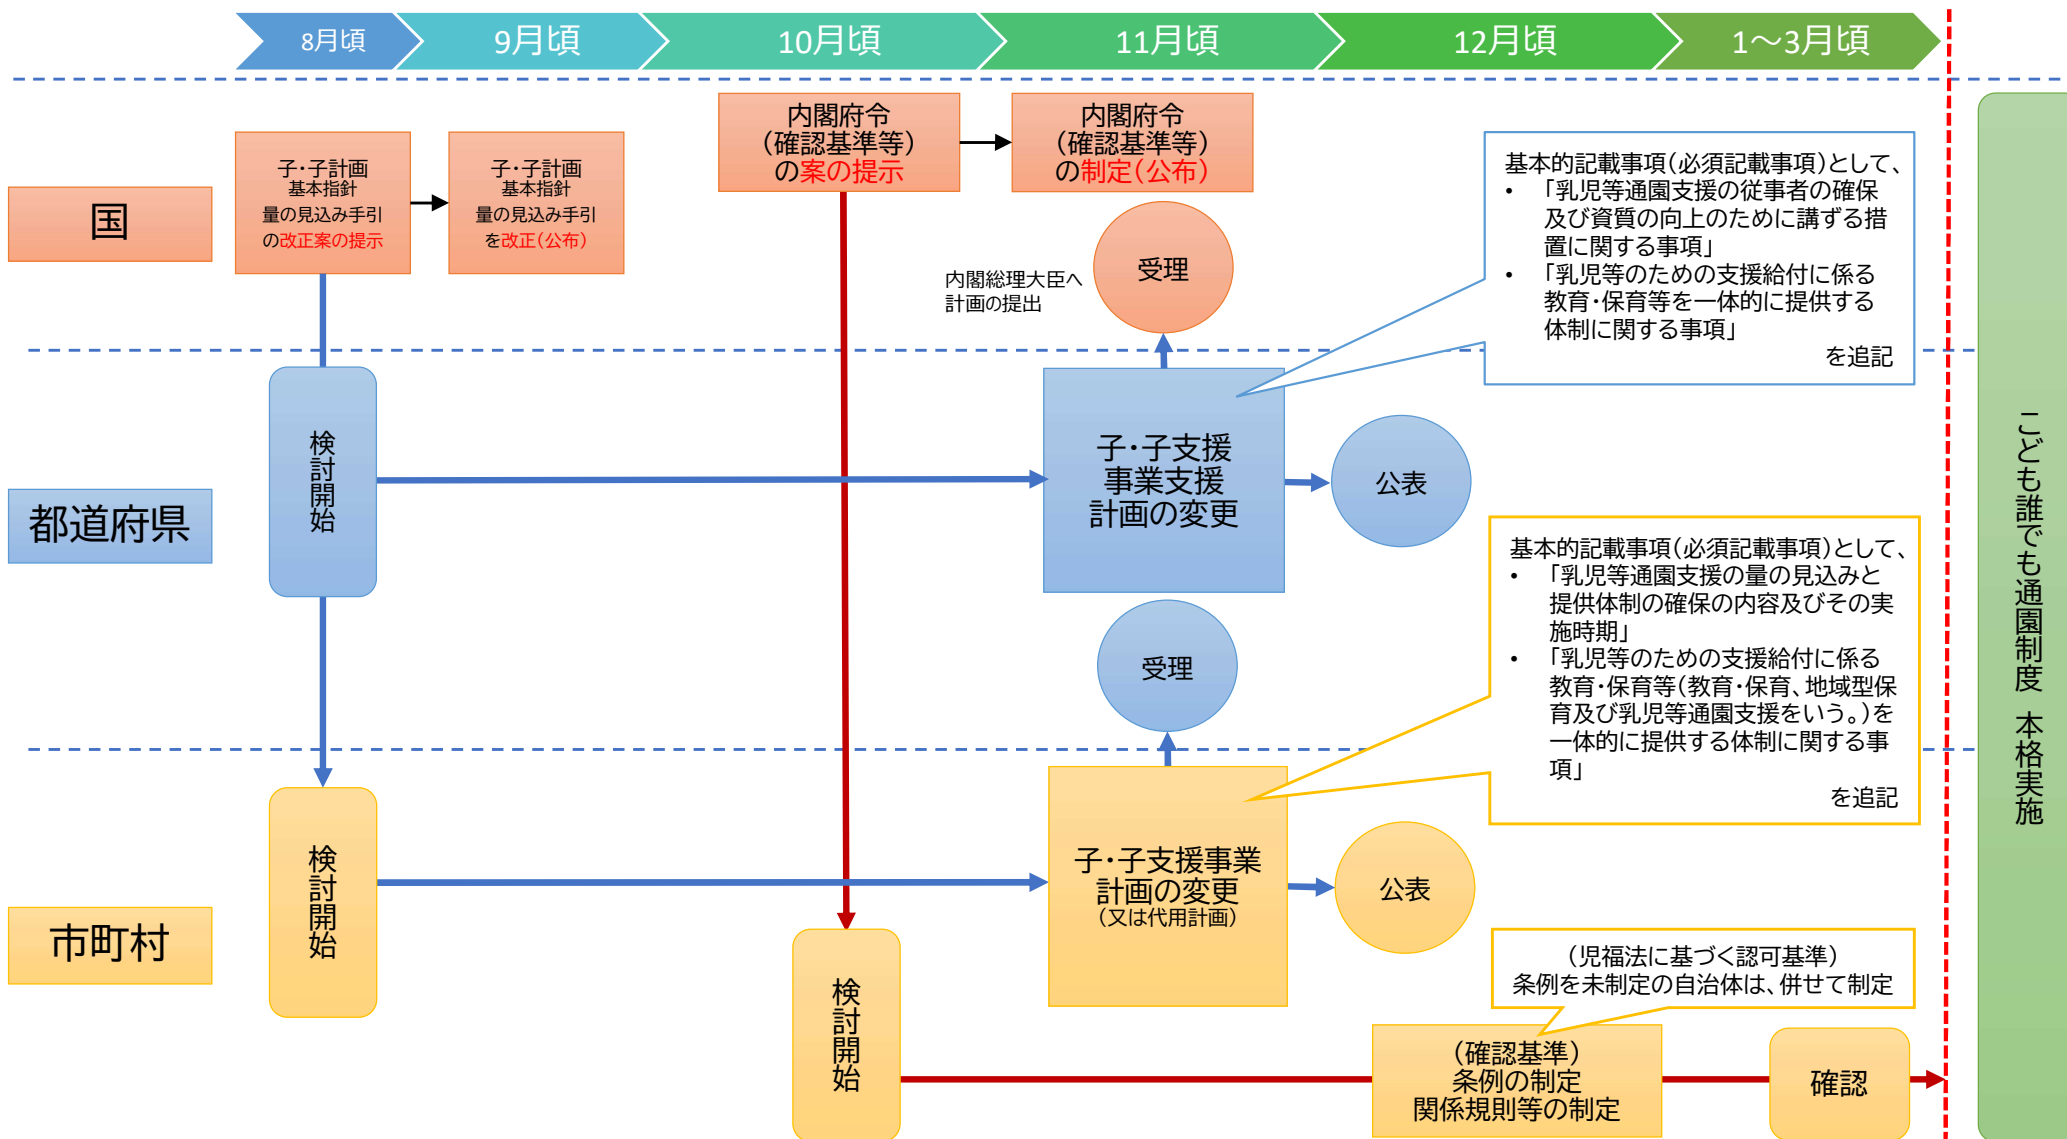 8月頃
9月頃
10月頃
11月頃
12月頃
1～3月頃
国
子・子計画
基本指針
量の見込み手引
の改正案の提示
子・子計画
基本指針
量の見込み手引
を改正（公布）
内閣府令
（確認基準等）
の案の提示
内閣府令
（確認基準等）
の制定（公布）
内閣総理大臣へ
計画の提出
受理
基本的記載事項（必須記載事項）として、
• 「乳児等通園支援の従事者の確保
及び資質の向上のために講ずる措
置に関する事項」
• 「乳児等のための支援給付に係る
教育・保育等を一体的に提供する
体制に関する事項」
を追記
都道府県
検討開始
子・子支援
事業支援
計画の変更
公表
受理
基本的記載事項（必須記載事項）として、
• 「乳児等通園支援の量の見込みと
提供体制の確保の内容及びその実
施時期」
• 「乳児等のための支援給付に係る
教育・保育等（教育・保育、地域型保
育及び乳児等通園支援をいう。）を
一体的に提供する体制に関する事
項」
を追記
市町村
検討開始
子・子支援事業
計画の変更
（又は代用計画）
公表
検討開始
（児福法に基づく認可基準）
条例を未制定の自治体は、併せて制定
（確認基準）
条例の制定
関係規則等の制定
確認
こども誰でも通園制度 本格実施